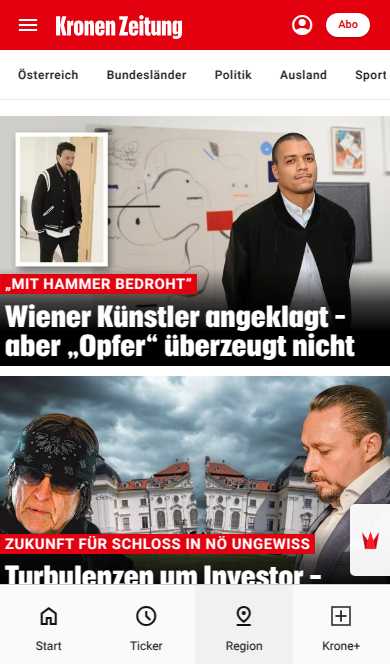 Kronen Zeitung
Abo
Österreich Bundesländer Politik Ausland Sport
„MIT HAMMER BEDROHT“
Wiener Künstler angeklagt –
aber „Opfer“ überzeugt nicht
ZUKUNFT FÜR SCHLOSS IN NÖ UNGEWISS
Turbulenzen um Investor –
Start Ticker Region Krone+